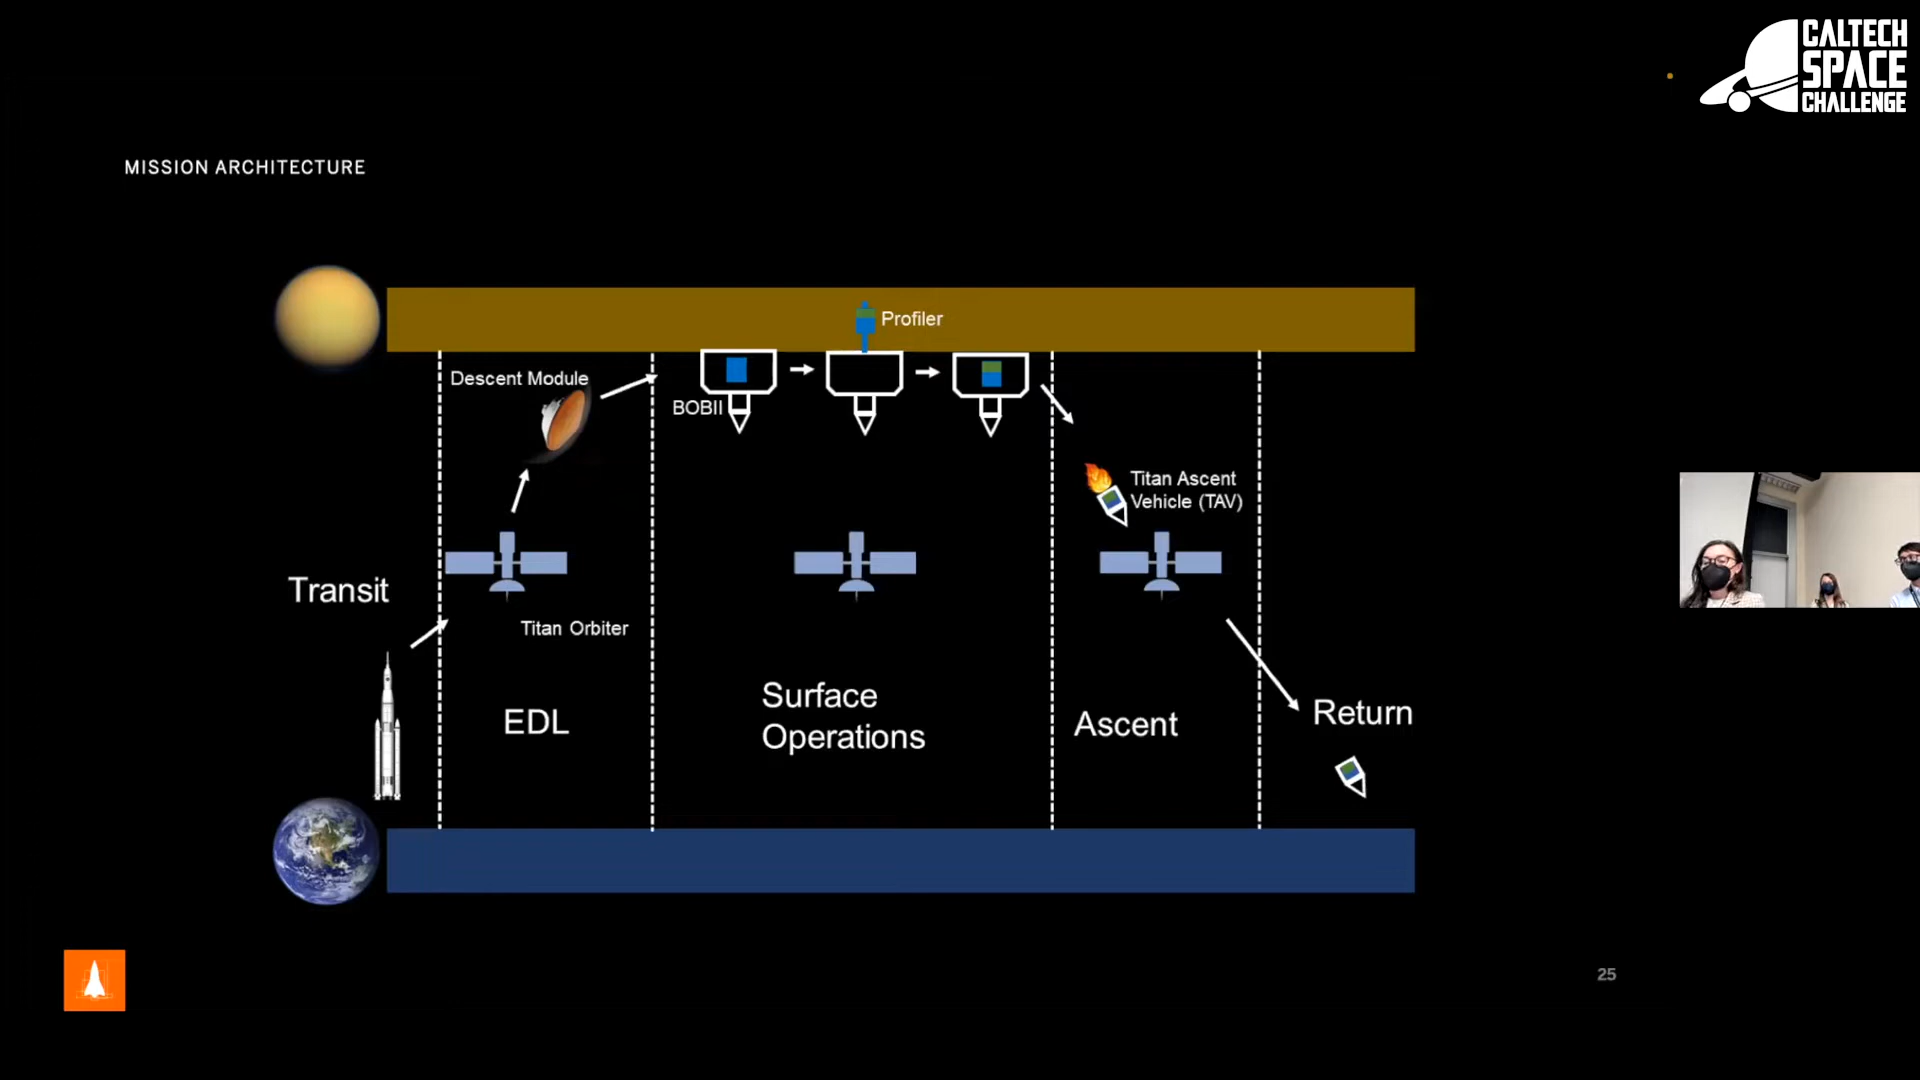 CALTECH
SPACE
CHALLENGE
MISSION ARCHITECTURE
Profiler
Descent Module
BOBII
Titan Ascent
Vehicle (TAV)
Transit
Titan Orbiter
EDL
Surface
Operations
Ascent
Return
25